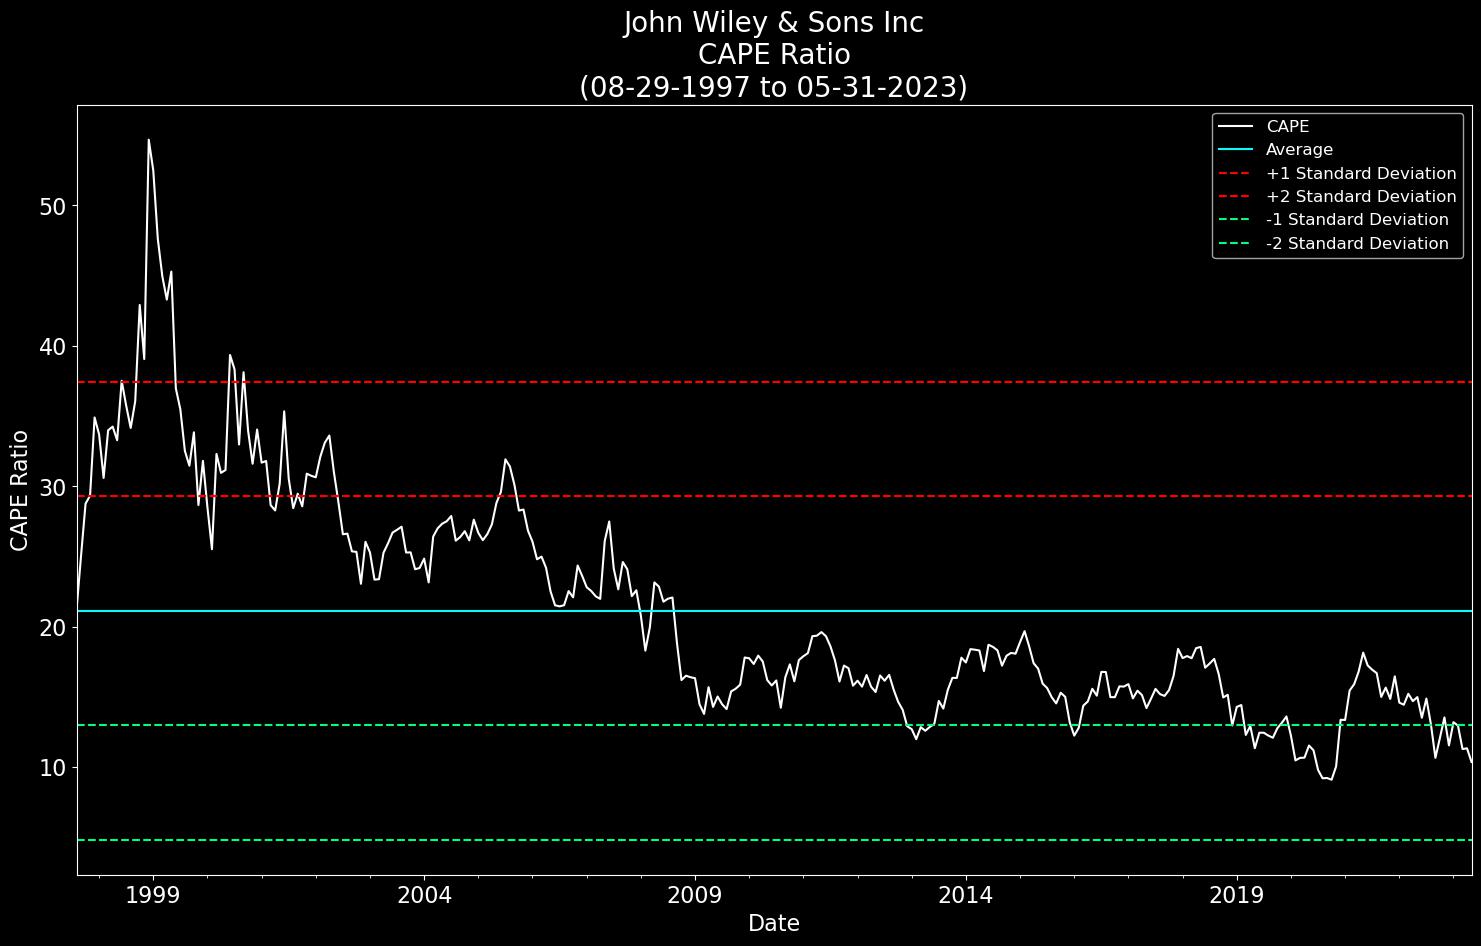 John Wiley & Sons Inc
CAPE Ratio
(08-29-1997 to 05-31-2023)
CAPE
Average
+1 Standard Deviation
+2 Standard Deviation
-1 Standard Deviation
-2 Standard Deviation
50
40
30
20
10
CAPE Ratio
1999
2004
2009
2014
2019
Date